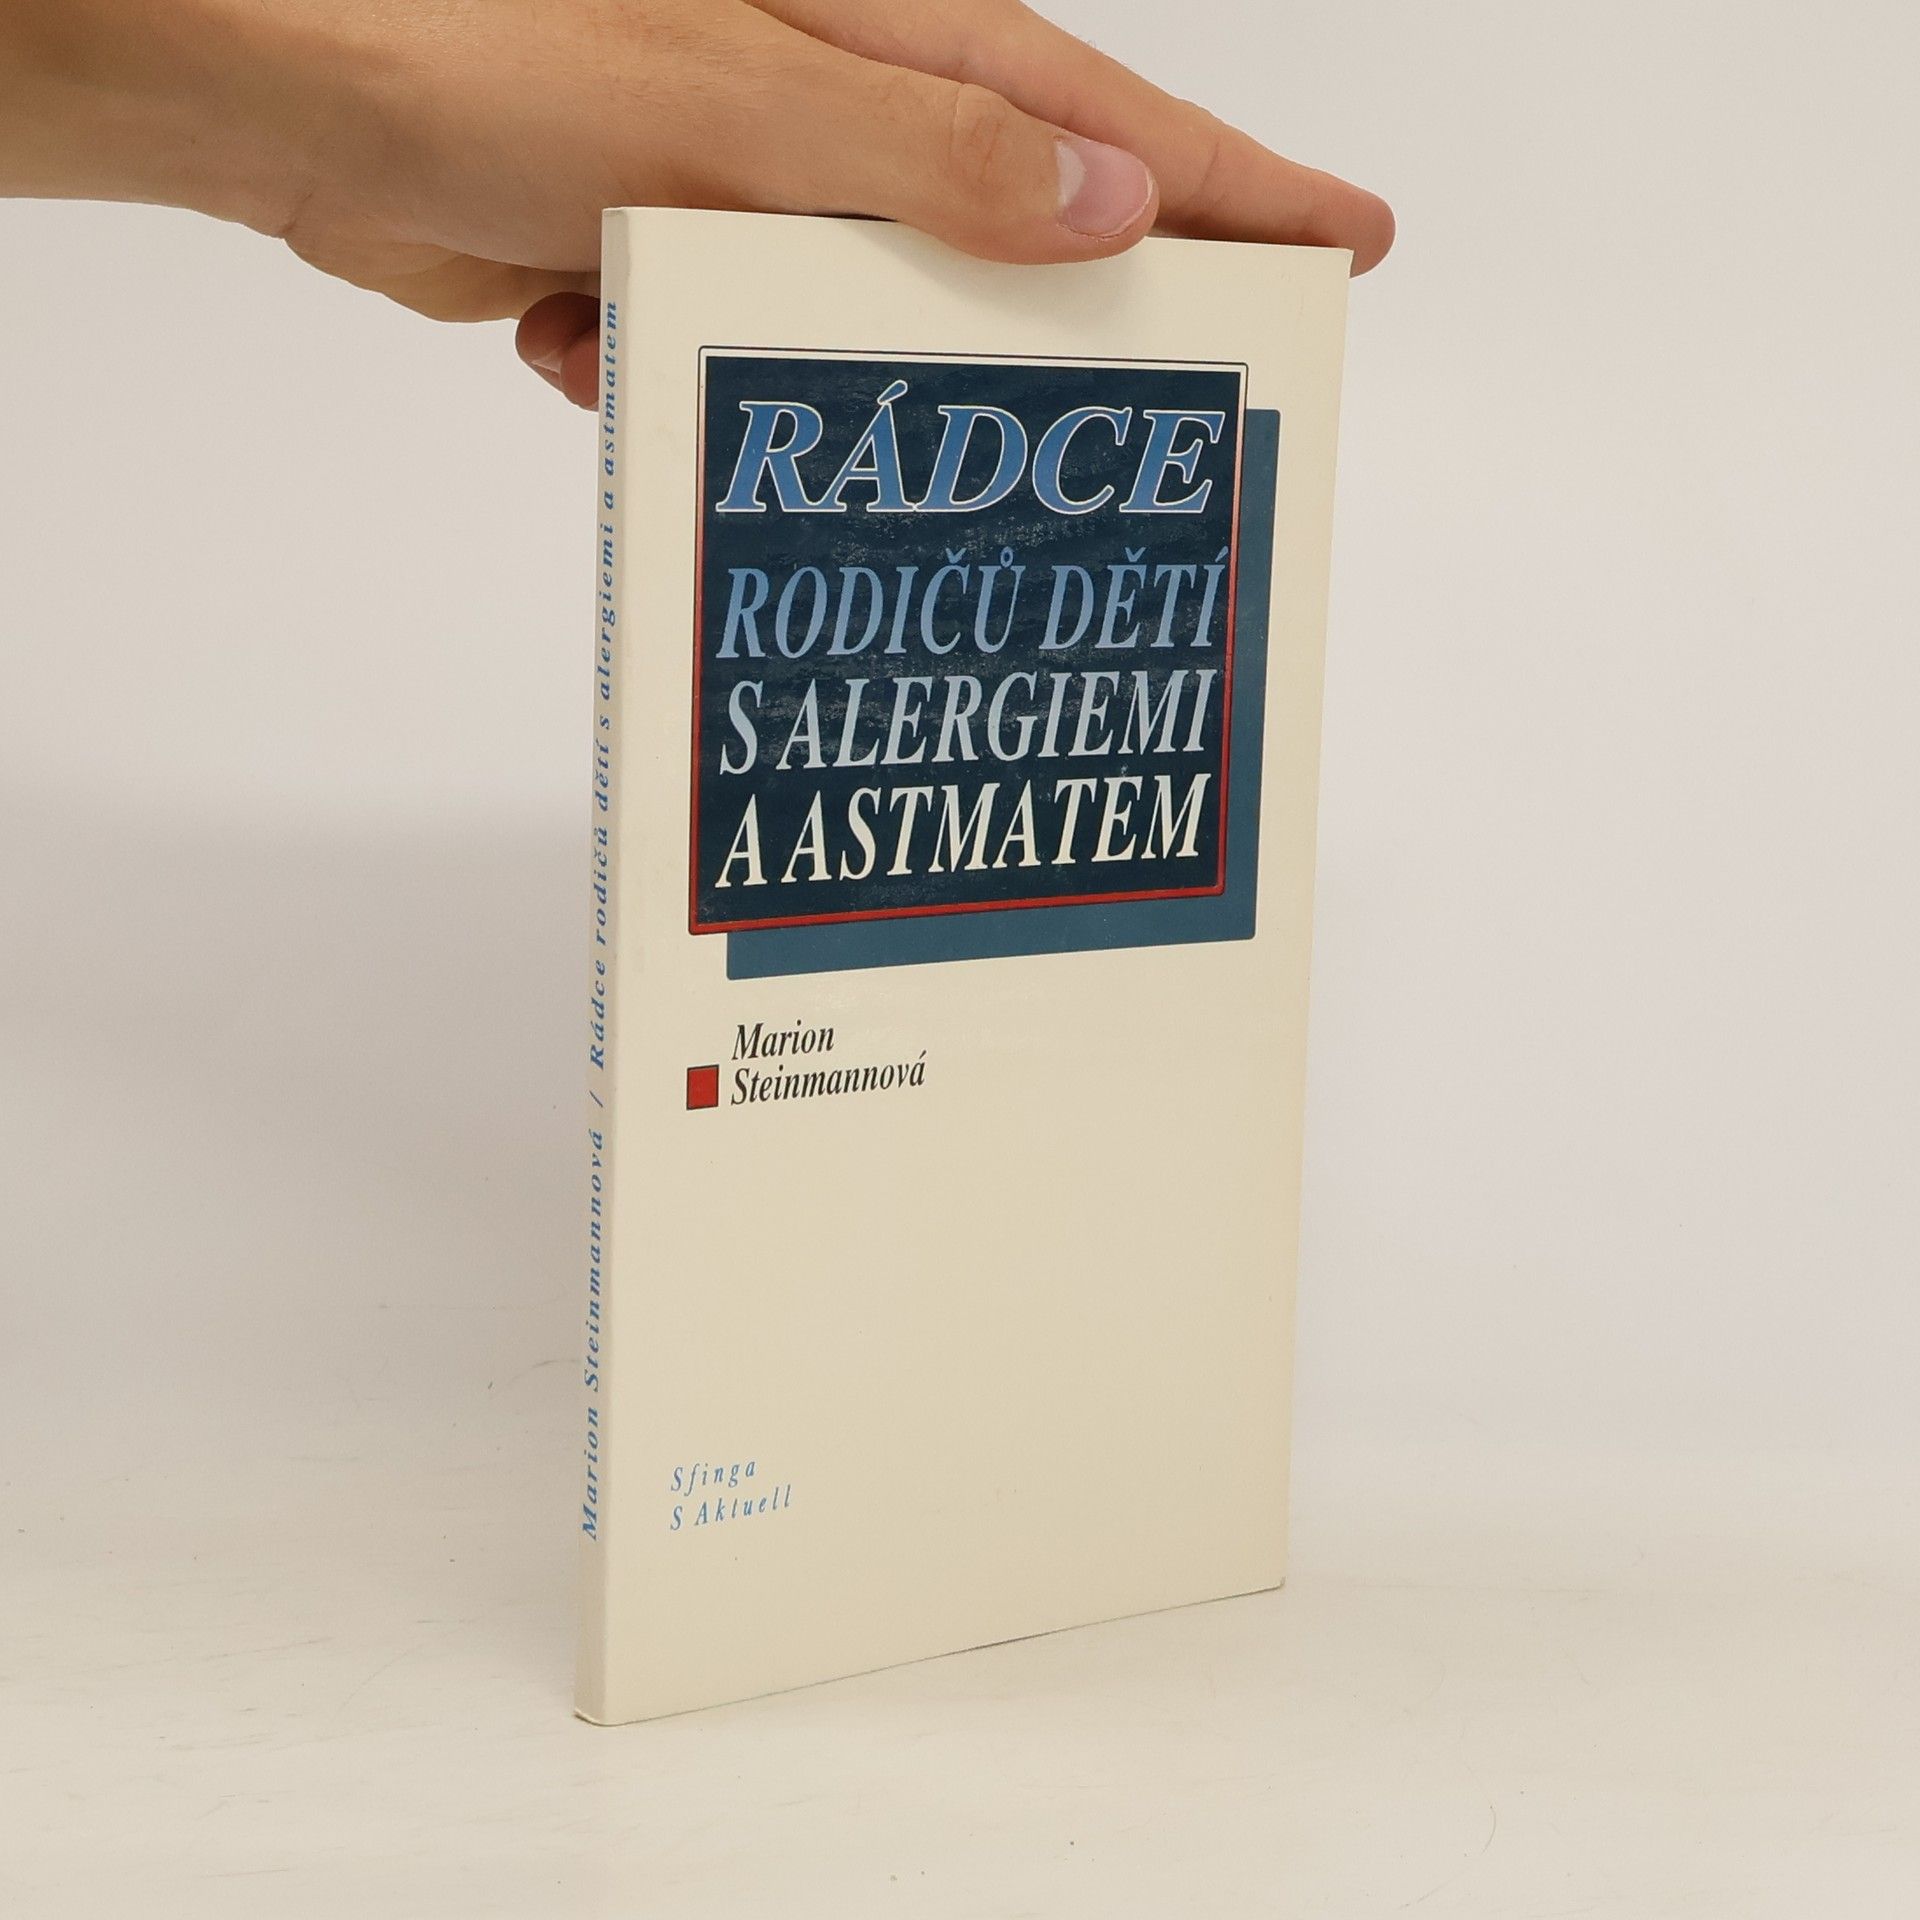 Marion Steinmannová / Rádce rodičů dětí s alergiemi a astmatem
RÁDCE
RODIČŮ DĚTÍ
S ALERGIEMI
A ASTMATEM
Marion
Steinmannová
Sfinga
S Aktuell